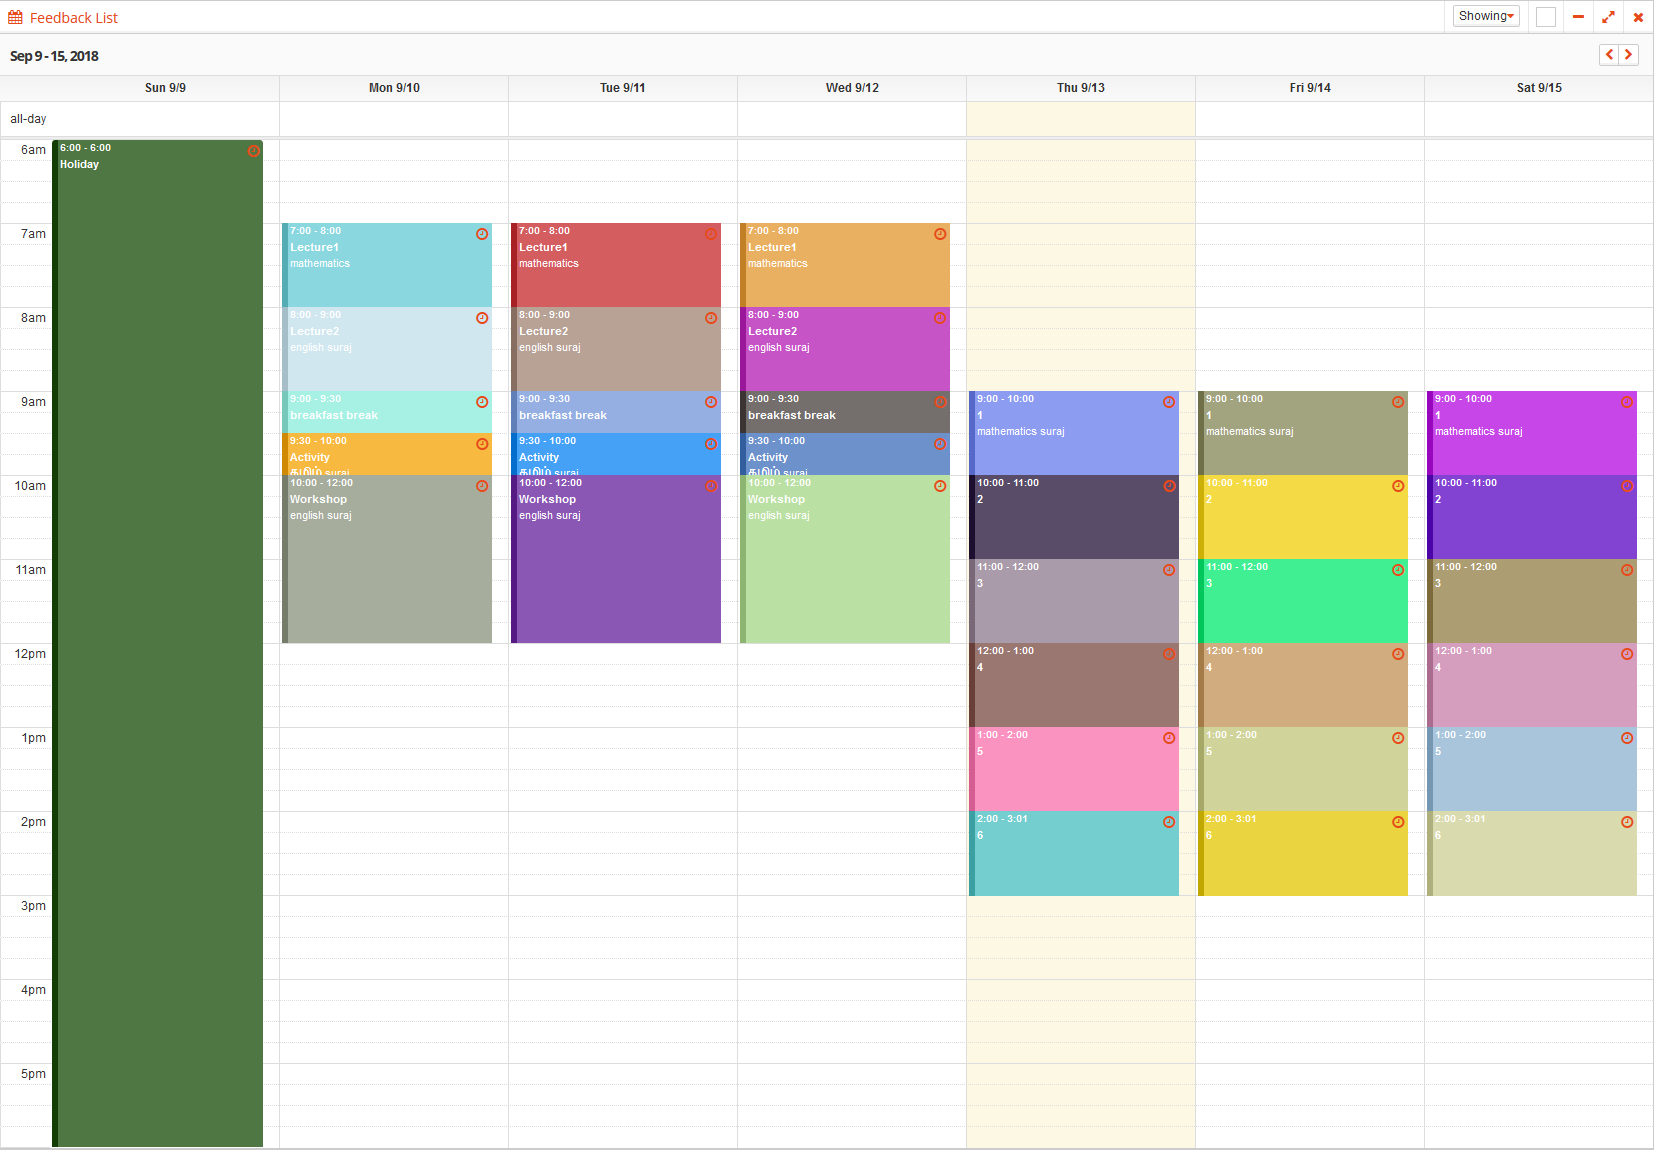 Feedback List
Showing
Sep 9 - 15, 2018
Sun 9/9
Mon 9/10
Tue 9/11
Wed 9/12
Thu 9/13
Fri 9/14
Sat 9/15
all-day
6am
7am
8am
9am
10am
11am
12pm
1pm
2pm
3pm
4pm
5pm
6:00 - 6:00
Holiday
7:00 - 8:00
Lecture1
mathematics
8:00 - 9:00
Lecture2
english suraj
9:00 - 9:30
breakfast break
9:30 - 10:00
Activity
suraj
10:00 - 12:00
Workshop
english suraj
7:00 - 8:00
Lecture1
mathematics
8:00 - 9:00
Lecture2
english suraj
9:00 - 9:30
breakfast break
9:30 - 10:00
Activity
suraj
10:00 - 12:00
Workshop
english suraj
7:00 - 8:00
Lecture1
mathematics
8:00 - 9:00
Lecture2
english suraj
9:00 - 9:30
breakfast break
9:30 - 10:00
Activity
suraj
10:00 - 12:00
Workshop
english suraj
9:00 - 10:00
1
mathematics suraj
10:00 - 11:00
2
11:00 - 12:00
3
12:00 - 1:00
4
1:00 - 2:00
5
2:00 - 3:01
6
9:00 - 10:00
1
mathematics suraj
10:00 - 11:00
2
11:00 - 12:00
3
12:00 - 1:00
4
1:00 - 2:00
5
2:00 - 3:01
6
9:00 - 10:00
1
mathematics suraj
10:00 - 11:00
2
11:00 - 12:00
3
12:00 - 1:00
4
1:00 - 2:00
5
2:00 - 3:01
6